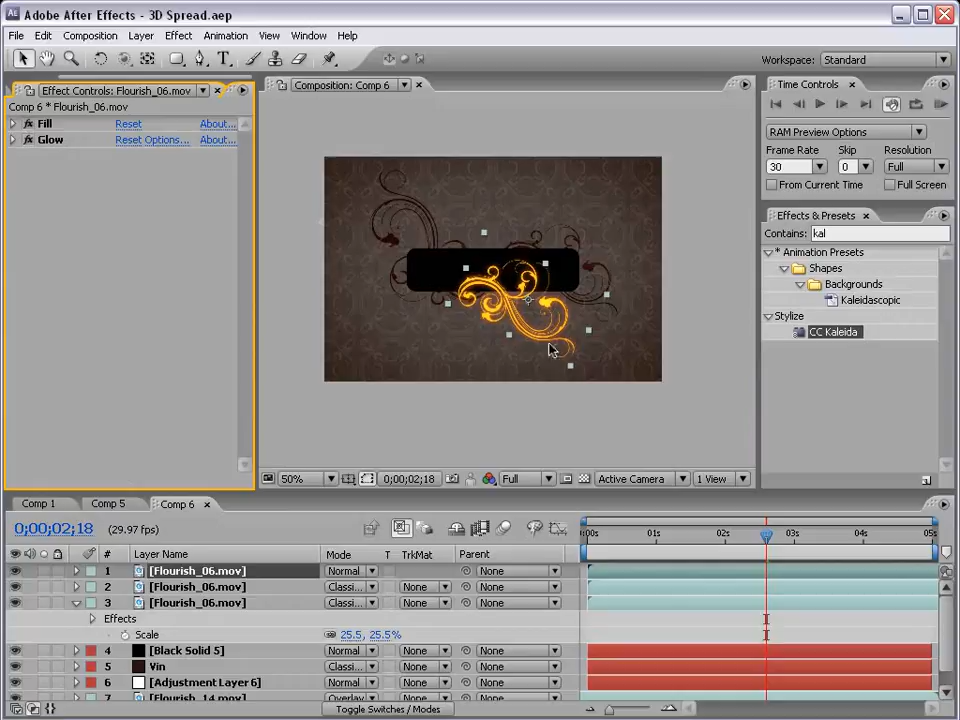 Adobe After Effects - 3D Spread.aep
File Edit Composition Layer Effect Animation View Window Help
Workspace: Standard
Effect Controls: Flourish_06.mov
Comp 6 * Flourish_06.mov
Fill Reset About...
Glow Reset Options... About...
Composition: Comp 6
50% 0;00;02;18 Full Active Camera 1 View
Time Controls
RAM Preview Options
Frame Rate Skip Resolution
30 0 Full
From Current Time Full Screen
Effects & Presets
Contains: kal
* Animation Presets
Shapes
Backgrounds
Kaleidoscopic
Stylize
CC Kaleida
Comp 1 Comp 5 Comp 6
0;00;02;18 (29.97 fps)
:00s 01s 02s 03s 04s 05s
# Layer Name Mode T TrkMat Parent
1 [Flourish_06.mov] Normal None
2 [Flourish_06.mov] Classi... None None
3 [Flourish_06.mov] Classi... None None
Effects
Scale 25.5, 25.5%
4 [Black Solid 5] Normal None None
5 Vin Classi... None None
6 [Adjustment Layer 6] Normal None None
7 [Flourish_14.mov] Overlay None None
Toggle Switches / Modes